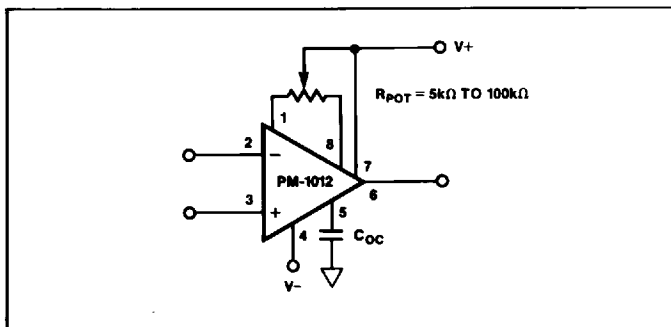 V+
R_POT = 5kΩ TO 100kΩ
1
8
2
−
7
PM-1012
6
3
+
5
4
C_OC
V−